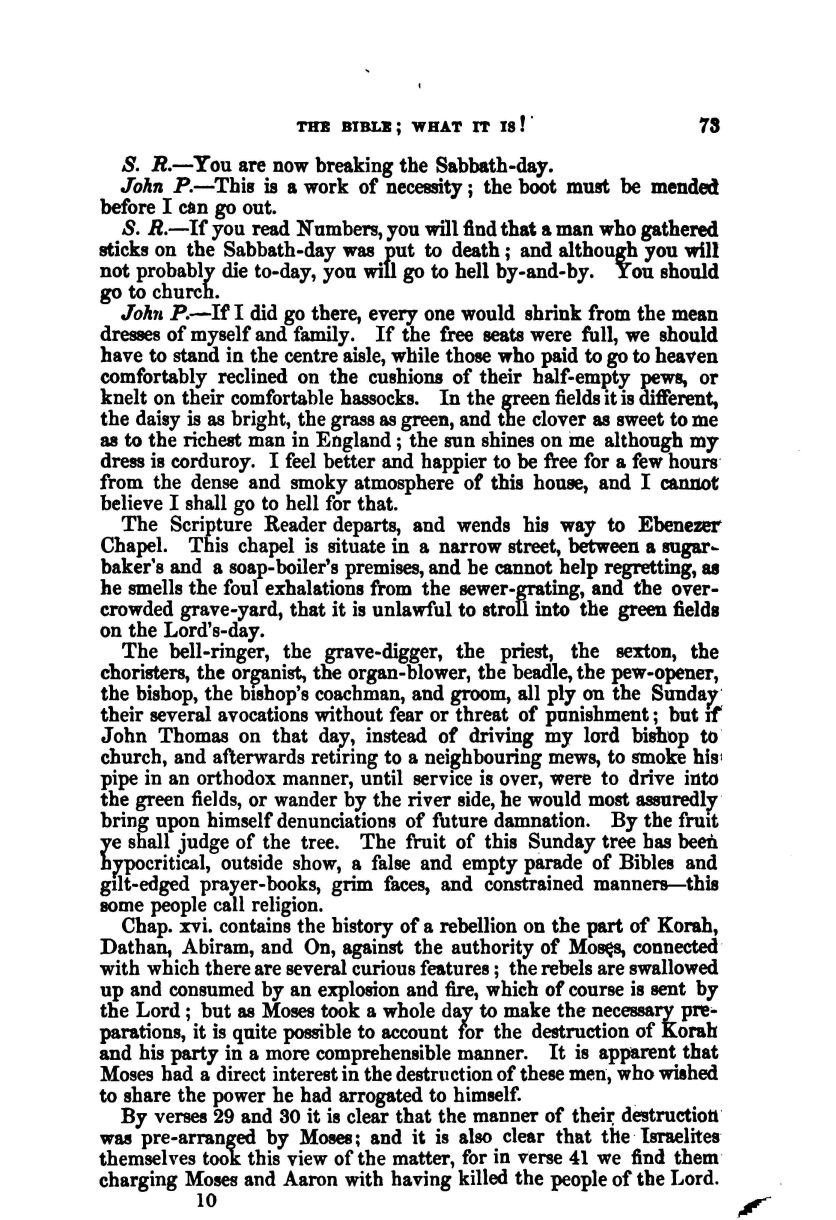 THE BIBLE; WHAT IT IS! 73
S. R.—You are now breaking the Sabbath-day.
John P.—This is a work of necessity; the boot must be mended
before I can go out.
S. R.—If you read Numbers, you will find that a man who gathered
sticks on the Sabbath-day was put to death; and although you will
not probably die to-day, you will go to hell by-and-by. You should
go to church.
John P.—If I did go there, every one would shrink from the mean
dresses of myself and family. If the free seats were full, we should
have to stand in the centre aisle, while those who paid to go to heaven
comfortably reclined on the cushions of their half-empty pews, or
knelt on their comfortable hassocks. In the green fields it is different,
the daisy is as bright, the grass as green, and the clover as sweet to me
as to the richest man in England; the sun shines on me although my
dress is corduroy. I feel better and happier to be free for a few hours
from the dense and smoky atmosphere of this house, and I cannot
believe I shall go to hell for that.
The Scripture Reader departs, and wends his way to Ebenezer
Chapel. This chapel is situate in a narrow street, between a sugar-
baker's and a soap-boiler's premises, and he cannot help regretting, as
he smells the foul exhalations from the sewer-grating, and the over-
crowded grave-yard, that it is unlawful to stroll into the green fields
on the Lord's-day.
The bell-ringer, the grave-digger, the priest, the sexton, the
choristers, the organist, the organ-blower, the beadle, the pew-opener,
the bishop, the bishop's coachman, and groom, all ply on the Sunday
their several avocations without fear or threat of punishment; but if
John Thomas on that day, instead of driving my lord bishop to
church, and afterwards retiring to a neighbouring mews, to smoke his
pipe in an orthodox manner, until service is over, were to drive into
the green fields, or wander by the river side, he would most assuredly
bring upon himself denunciations of future damnation. By the fruit
ye shall judge of the tree. The fruit of this Sunday tree has been
hypocritical, outside show, a false and empty parade of Bibles and
gilt-edged prayer-books, grim faces, and constrained manners—this
some people call religion.
Chap. xvi. contains the history of a rebellion on the part of Korah,
Dathan, Abiram, and On, against the authority of Moses, connected
with which there are several curious features; the rebels are swallowed
up and consumed by an explosion and fire, which of course is sent by
the Lord; but as Moses took a whole day to make the necessary pre-
parations, it is quite possible to account for the destruction of Korah
and his party in a more comprehensible manner. It is apparent that
Moses had a direct interest in the destruction of these men, who wished
to share the power he had arrogated to himself.
By verses 29 and 30 it is clear that the manner of their destruction
was pre-arranged by Moses; and it is also clear that the Israelites
themselves took this view of the matter, for in verse 41 we find them
charging Moses and Aaron with having killed the people of the Lord.
10